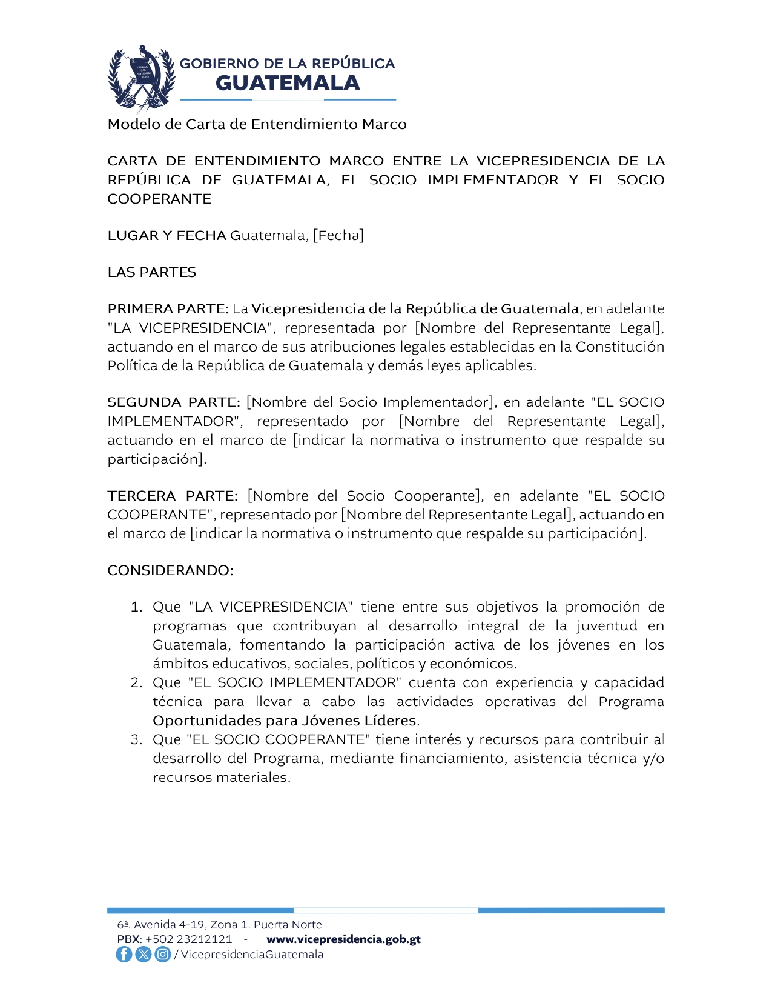 GOBIERNO DE LA REPÚBLICA
GUATEMALA
Modelo de Carta de Entendimiento Marco
CARTA DE ENTENDIMIENTO MARCO ENTRE LA VICEPRESIDENCIA DE LA
REPÚBLICA DE GUATEMALA, EL SOCIO IMPLEMENTADOR Y EL SOCIO
COOPERANTE
LUGAR Y FECHA Guatemala, [Fecha]
LAS PARTES
PRIMERA PARTE: La Vicepresidencia de la República de Guatemala, en adelante
"LA VICEPRESIDENCIA", representada por [Nombre del Representante Legal],
actuando en el marco de sus atribuciones legales establecidas en la Constitución
Política de la República de Guatemala y demás leyes aplicables.
SEGUNDA PARTE: [Nombre del Socio Implementador], en adelante "EL SOCIO
IMPLEMENTADOR", representado por [Nombre del Representante Legal],
actuando en el marco de [indicar la normativa o instrumento que respalde su
participación].
TERCERA PARTE: [Nombre del Socio Cooperante], en adelante "EL SOCIO
COOPERANTE", representado por [Nombre del Representante Legal], actuando en
el marco de [indicar la normativa o instrumento que respalde su participación].
CONSIDERANDO:
1. Que "LA VICEPRESIDENCIA" tiene entre sus objetivos la promoción de
programas que contribuyan al desarrollo integral de la juventud en
Guatemala, fomentando la participación activa de los jóvenes en los
ámbitos educativos, sociales, políticos y económicos.
2. Que "EL SOCIO IMPLEMENTADOR" cuenta con experiencia y capacidad
técnica para llevar a cabo las actividades operativas del Programa
Oportunidades para Jóvenes Líderes.
3. Que "EL SOCIO COOPERANTE" tiene interés y recursos para contribuir al
desarrollo del Programa, mediante financiamiento, asistencia técnica y/o
recursos materiales.
6ª. Avenida 4-19, Zona 1. Puerta Norte
PBX: +502 23212121 - www.vicepresidencia.gob.gt
/ VicepresidenciaGuatemala